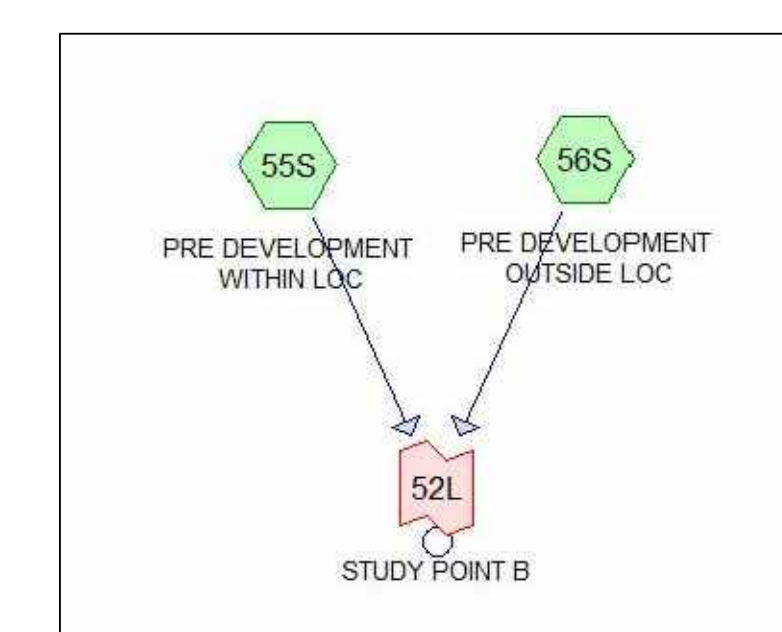 55S
PRE DEVELOPMENT
WITHIN LOC
56S
PRE DEVELOPMENT
OUTSIDE LOC
52L
STUDY POINT B